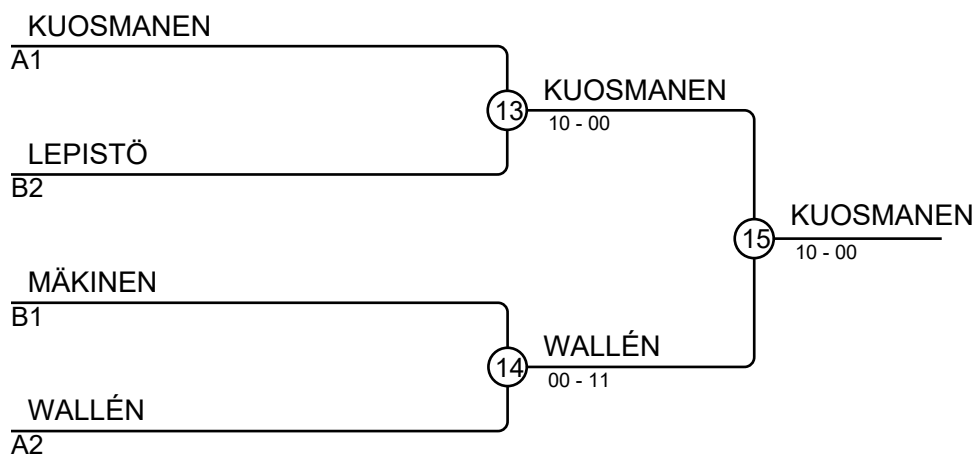 KUOSMANEN
A1
13
KUOSMANEN
10 - 00
LEPISTÖ
B2
15
KUOSMANEN
10 - 00
MÄKINEN
B1
14
WALLÉN
00 - 11
WALLÉN
A2